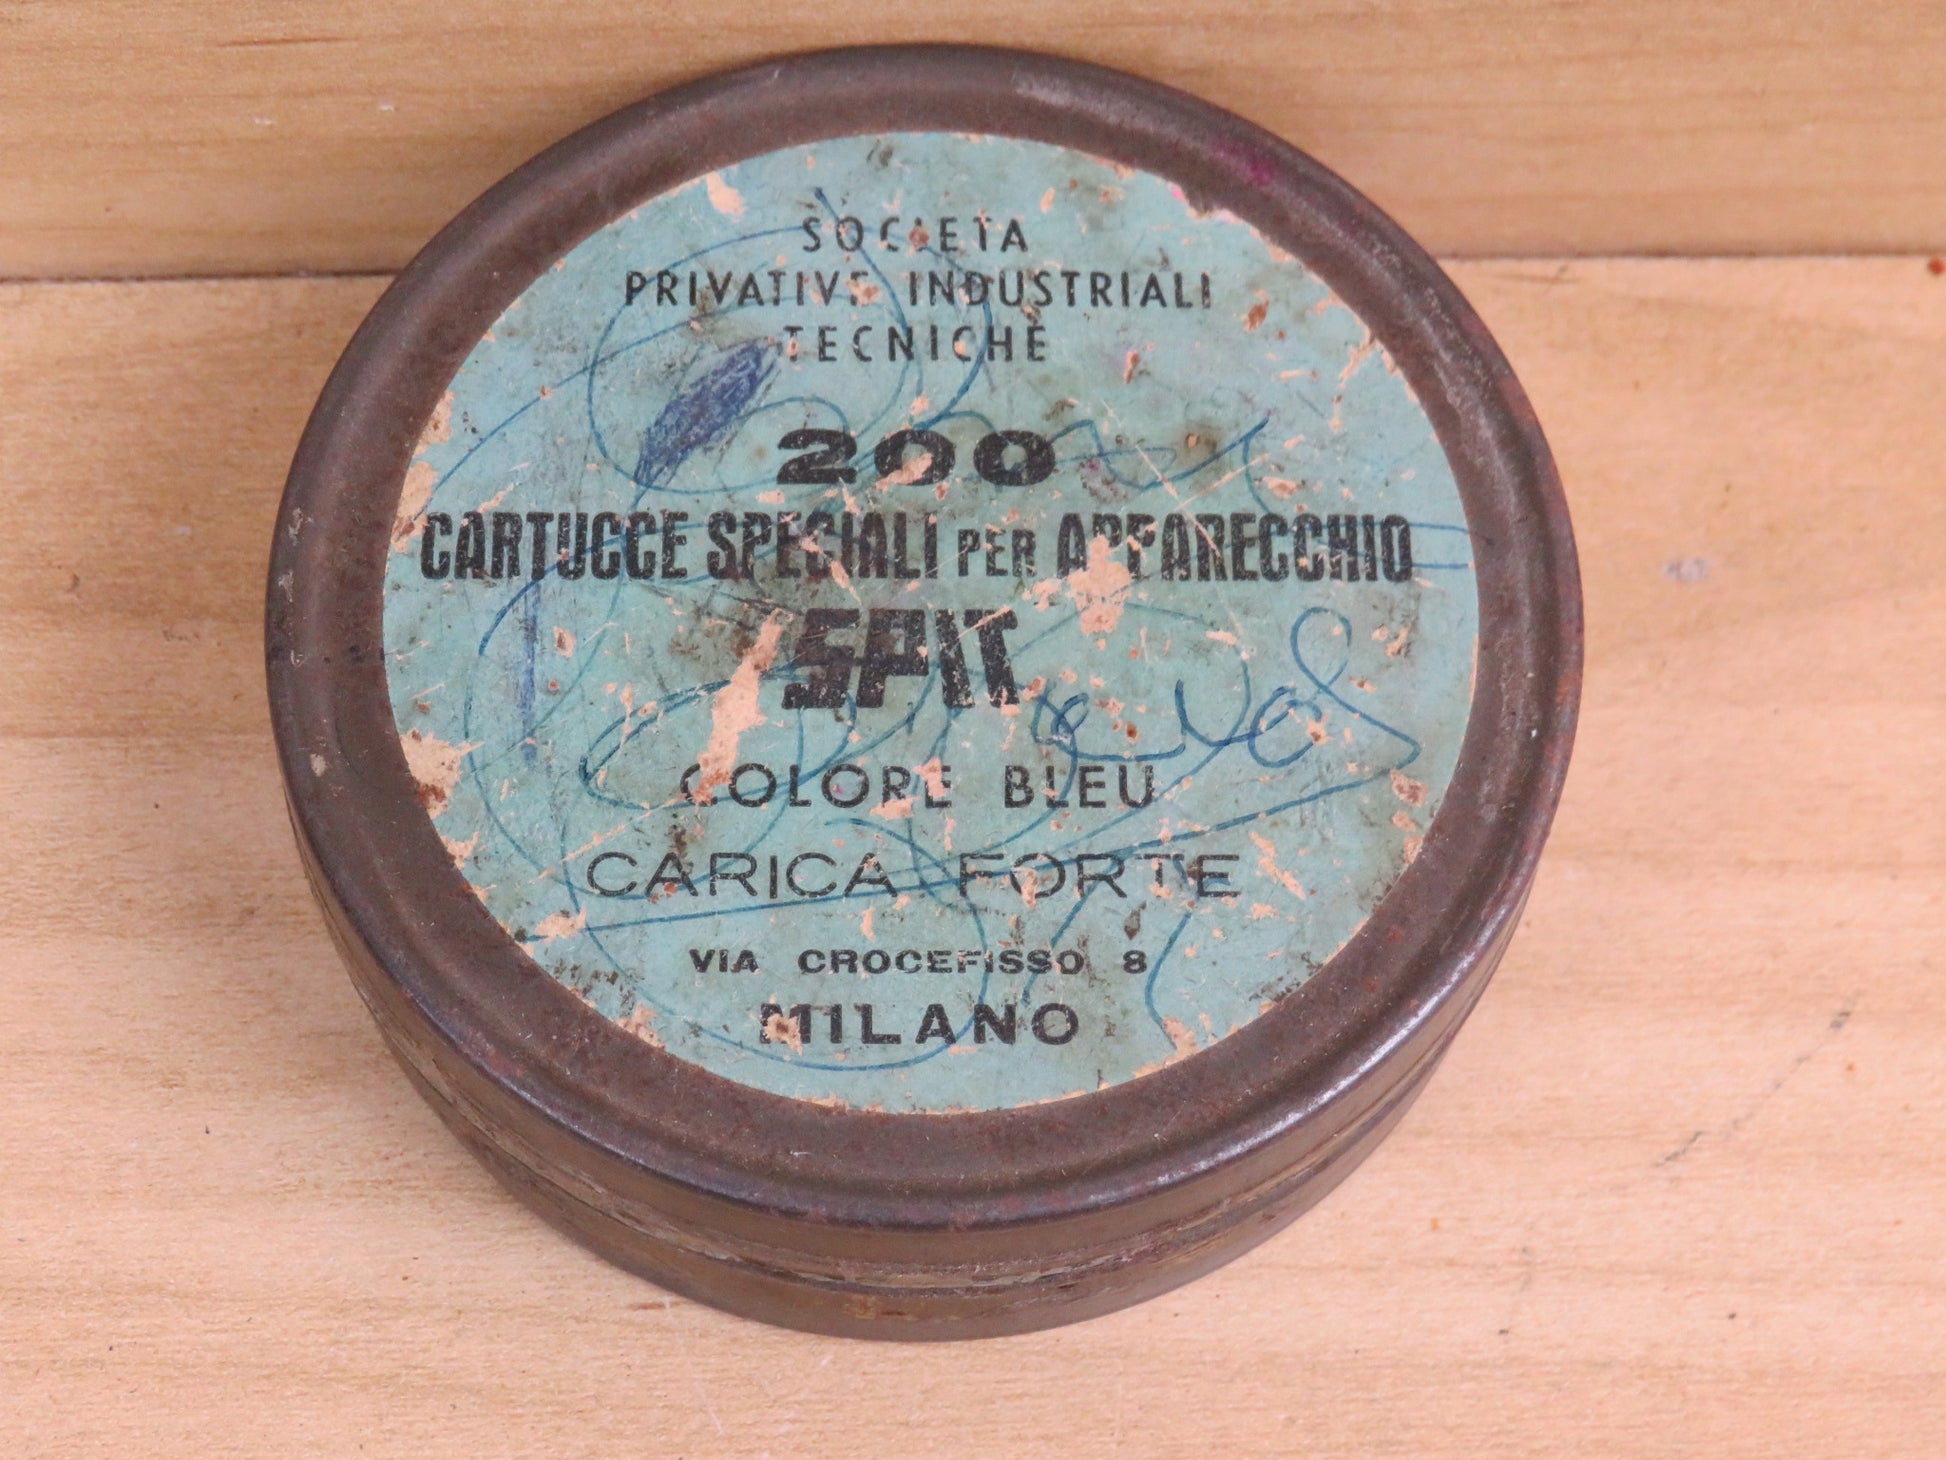 SOCIETA
PRIVATIVE INDUSTRIALI
TECNICHE
200
CARTUCCE SPECIALI PER APPARECCHIO
SPIT
COLORE BLEU
CARICA FORTE
VIA CROCEFISSO 8
MILANO